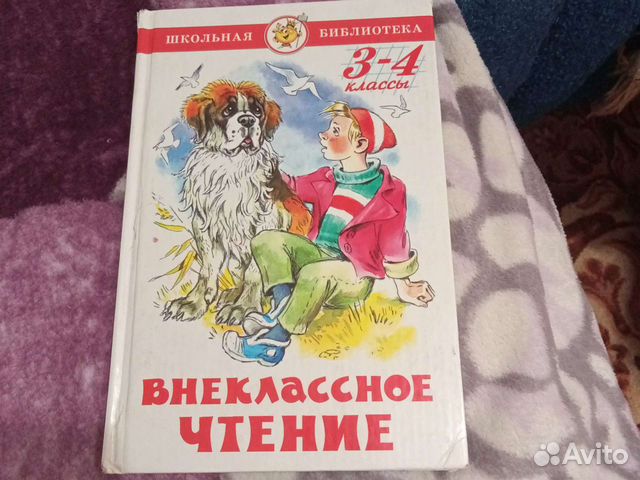 ШКОЛЬНАЯ БИБЛИОТЕКА
3-4
классы
ВНЕКЛАССНОЕ
ЧТЕНИЕ
Avito